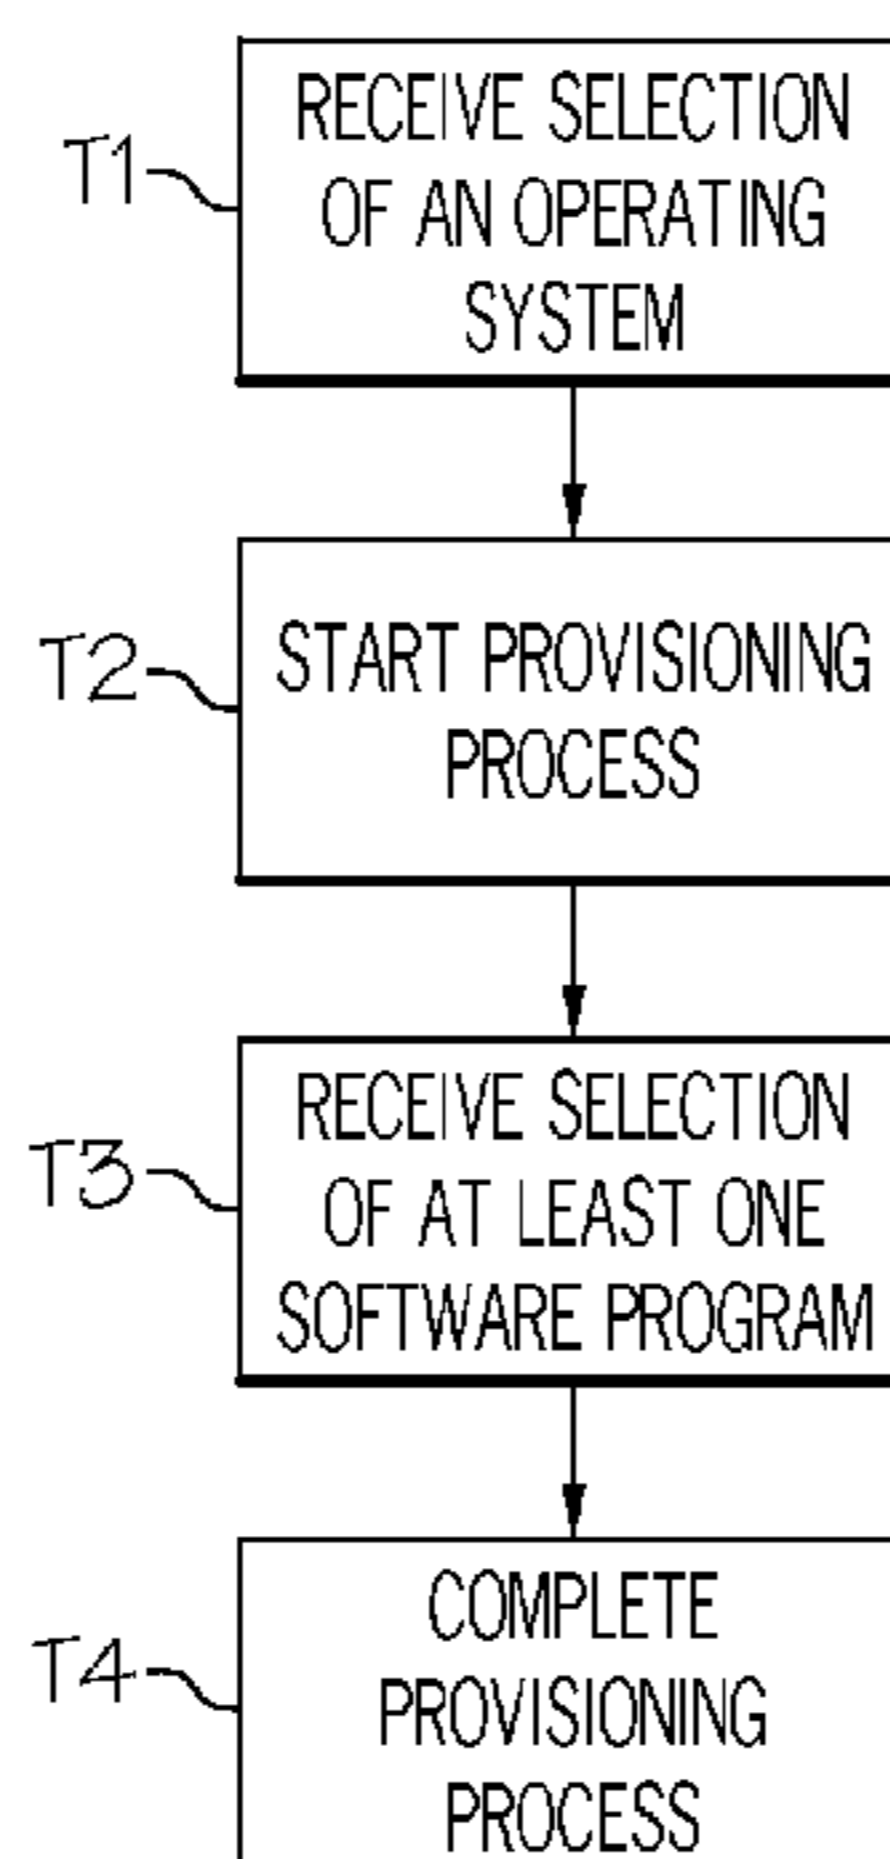 T1
RECEIVE SELECTION
OF AN OPERATING
SYSTEM
T2
START PROVISIONING
PROCESS
T3
RECEIVE SELECTION
OF AT LEAST ONE
SOFTWARE PROGRAM
T4
COMPLETE
PROVISIONING
PROCESS